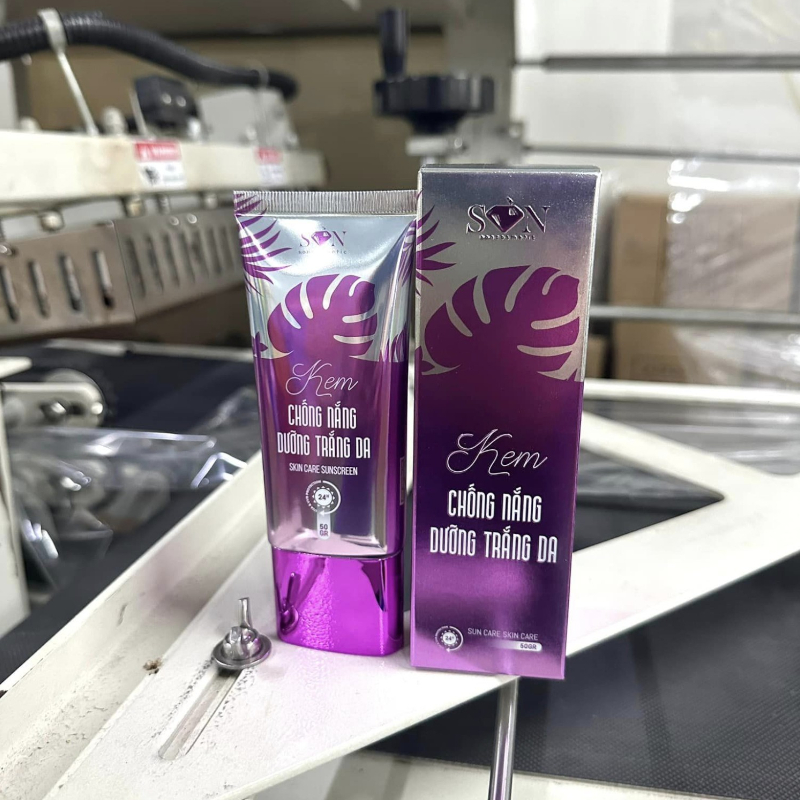 SƠN
Kem
CHỐNG NẮNG
DƯỠNG TRẮNG DA
SKIN CARE SUNSCREEN
24H
50
GR
SƠN
Kem
CHỐNG NẮNG
DƯỠNG TRẮNG DA
24H
SUN CARE SKIN CARE
50GR